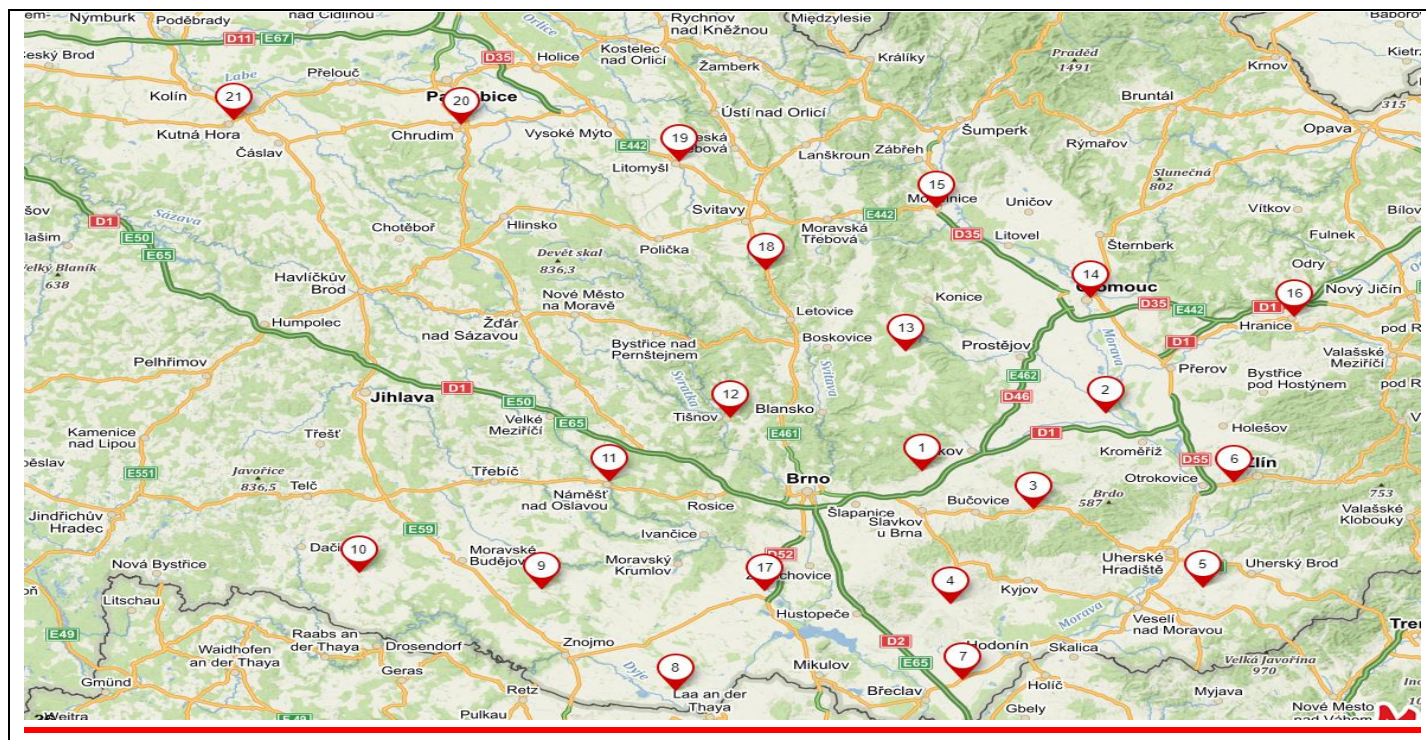 Nymburk
Poděbrady
nad Cidlinou
Orlice
Rychnov
nad Kněžnou
Międzylesie
D11
E67
D35
Holice
Kostelec
nad Orlicí
Žamberk
Králíky
Praděd
1491
Krnov
Český Brod
Labe
Přelouč
Kolín
21
20
Kutná Hora
Čáslav
Chrudim
Vysoké Mýto
Ústí nad Orlicí
19
E442
Litomyšl
Lanškroun
Zábřeh
Šumperk
Bruntál
Rýmařov
315
Opava
Slunečná
802
15
Uničov
Vítkov
Fulnek
Odry
Nový Jičín
D1
E50
E65
Sázava
Chotěboř
Hlinsko
Svitavy
Polička
18
Moravská
Třebová
E442
D35
Litovel
Šternberk
Velký Blaník
638
Devět skal
836,3
Havlíčkův
Brod
Nové Město
na Moravě
Letovice
Konice
14
16
D35
E442
D1
Hranice
Humpolec
Žďár
nad Sázavou
Bystřice nad
Pernštejnem
Boskovice
13
Prostějov
Morava
D1
Přerov
Valašské
Meziříčí
Pelhřimov
D1
Jihlava
E50
Svratka
Svitava
E462
D46
2
Bystřice
pod Hostýnem
Kamenice
nad Lipou
Třešť
Velké
Meziříčí
E65
12
Tišnov
Blansko
E461
1
D1
Kroměříž
Holešov
E551
Javořice
836,5
Telč
Třebíč
11
Náměšť
nad Oslavou
Rosice
Brno
Šlapanice
Bučovice
3
Brdo
587
Otrokovice
D55
6
753
Valašské
Klobouky
Jindřichův
Hradec
E59
Slavkov
u Brna
Ivančice
10
Moravské
Budějovice
9
Moravský
Krumlov
D52
17
4
Kyjov
Uherské
Hradiště
5
Uherský Brod
Nová Bystřice
Litschau
E49
Raabs an
der Thaya
Waidhofen
an der Thaya
Drosendorf
Geras
Znojmo
Hustopeče
Morava
Veselí
nad Moravou
Gmünd
Dyje
8
Laa an der
Thaya
Mikulov
D2
E65
7
Hodonín
Skalica
Velká Javořina
970
Břeclav
Holíč
Myjava
Retz
Pulkau
Gbely
Nové Mesto
nad Váhom